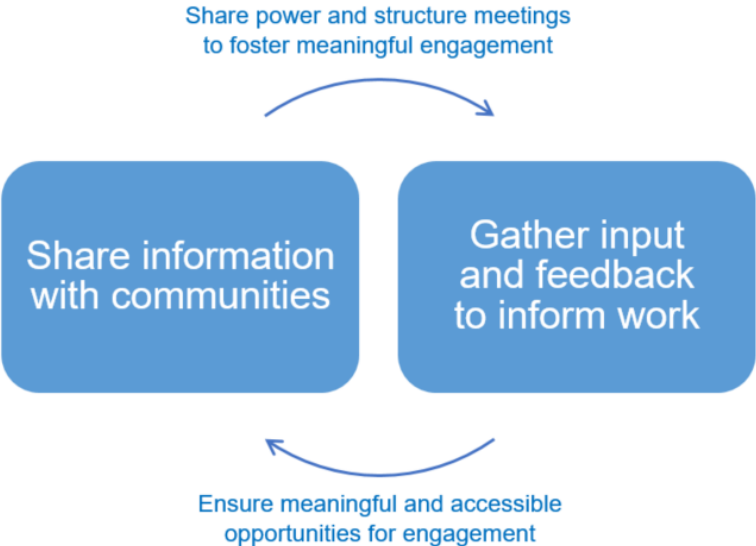 Share power and structure meetings
to foster meaningful engagement
Share information
with communities
Gather input
and feedback
to inform work
Ensure meaningful and accessible
opportunities for engagement